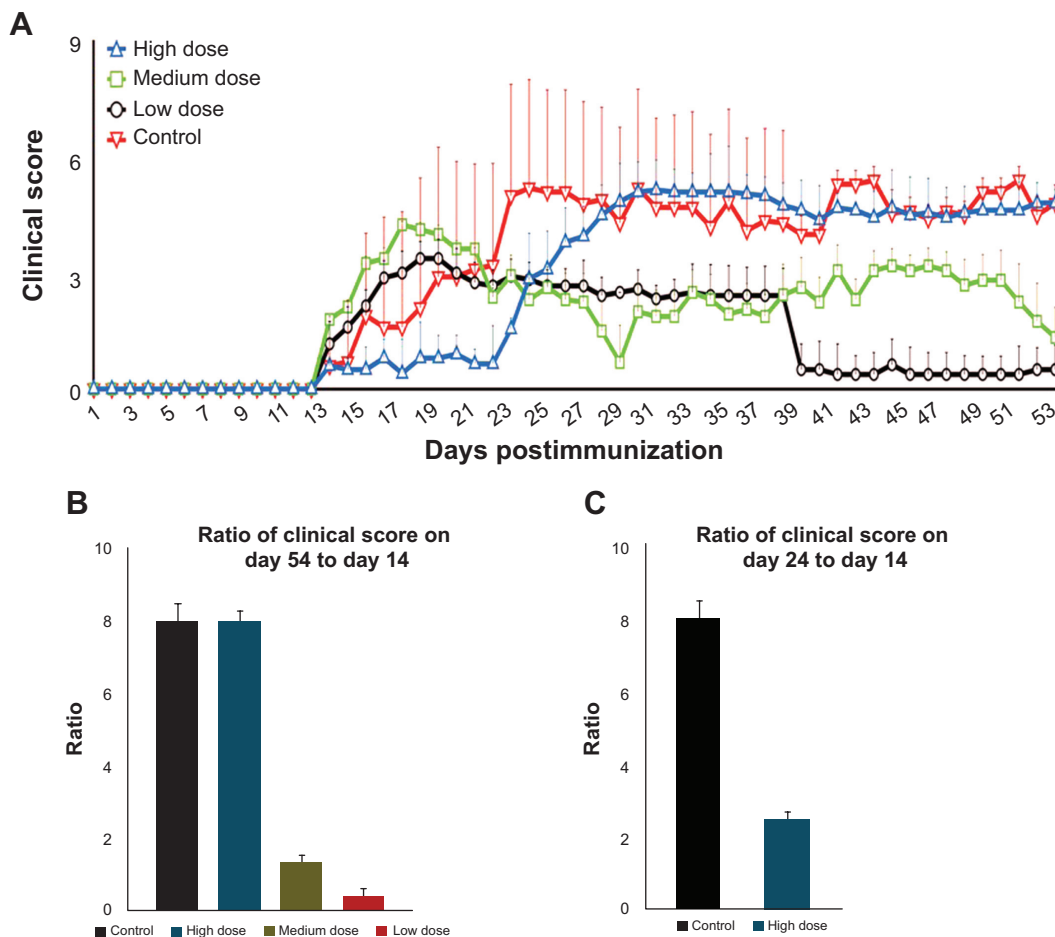 A
9
6
3
0
Clinical score
High dose
Medium dose
Low dose
Control
1 3 5 7 9 11 13 15 17 19 21 23 25 27 29 31 33 35 37 39 41 43 45 47 49 51 53
Days postimmunization
B
Ratio of clinical score on
day 54 to day 14
10
8
6
4
2
0
Ratio
Control High dose Medium dose Low dose
C
Ratio of clinical score on
day 24 to day 14
10
8
6
4
2
0
Ratio
Control High dose